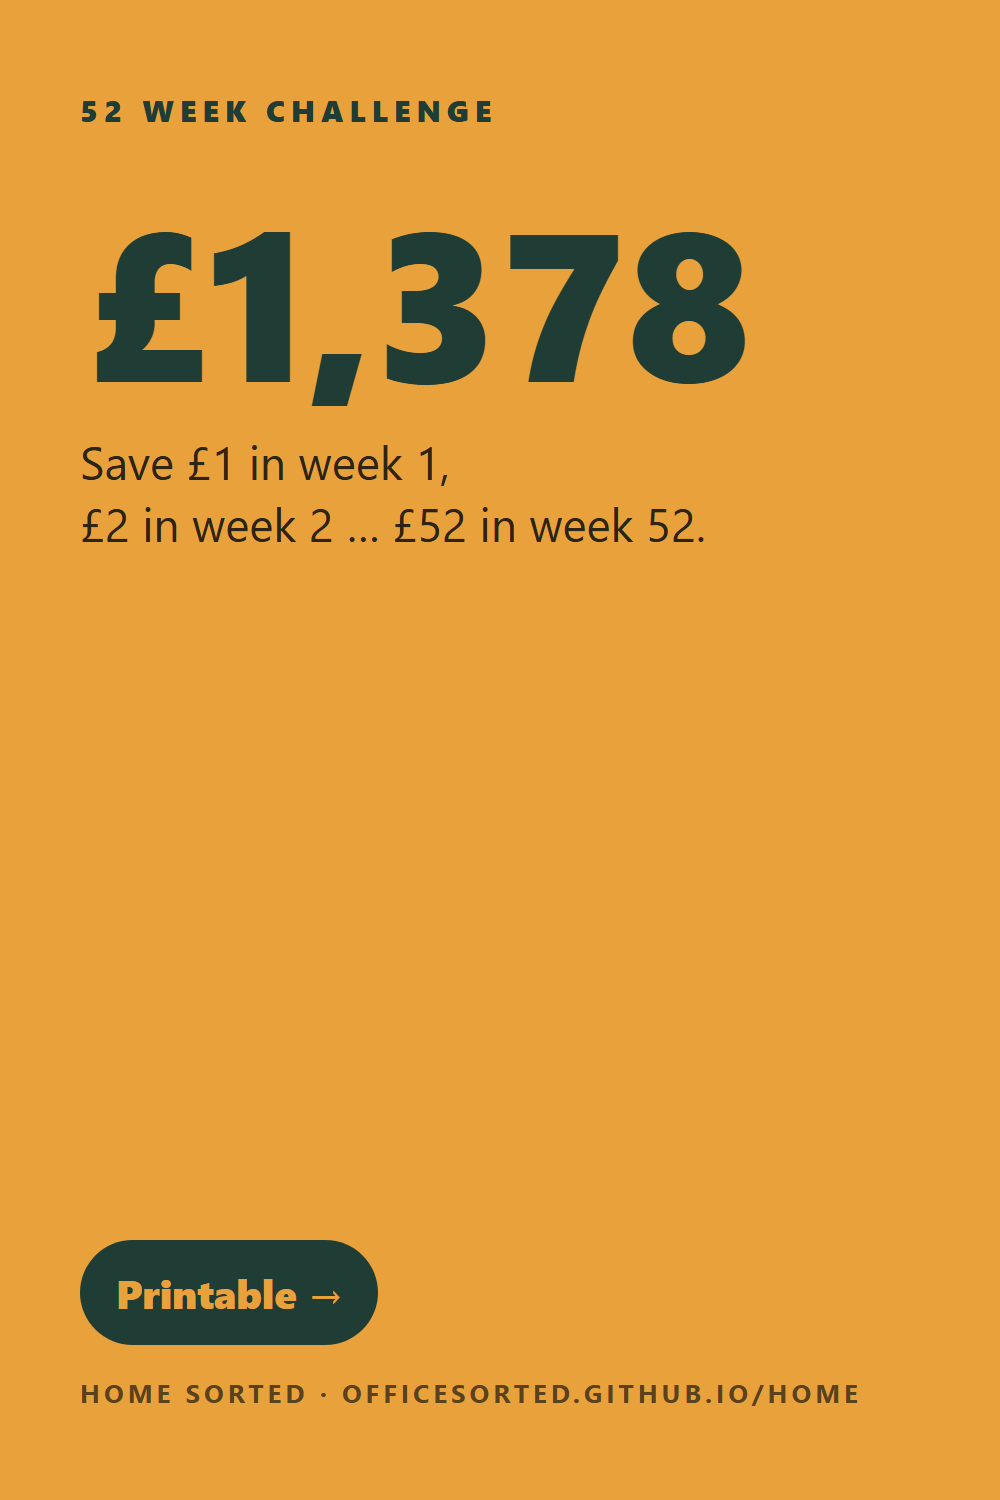 52 WEEK CHALLENGE
£1,378
Save £1 in week 1,
£2 in week 2 ... £52 in week 52.
Printable →
HOME SORTED · OFFICESORTED.GITHUB.IO/HOME